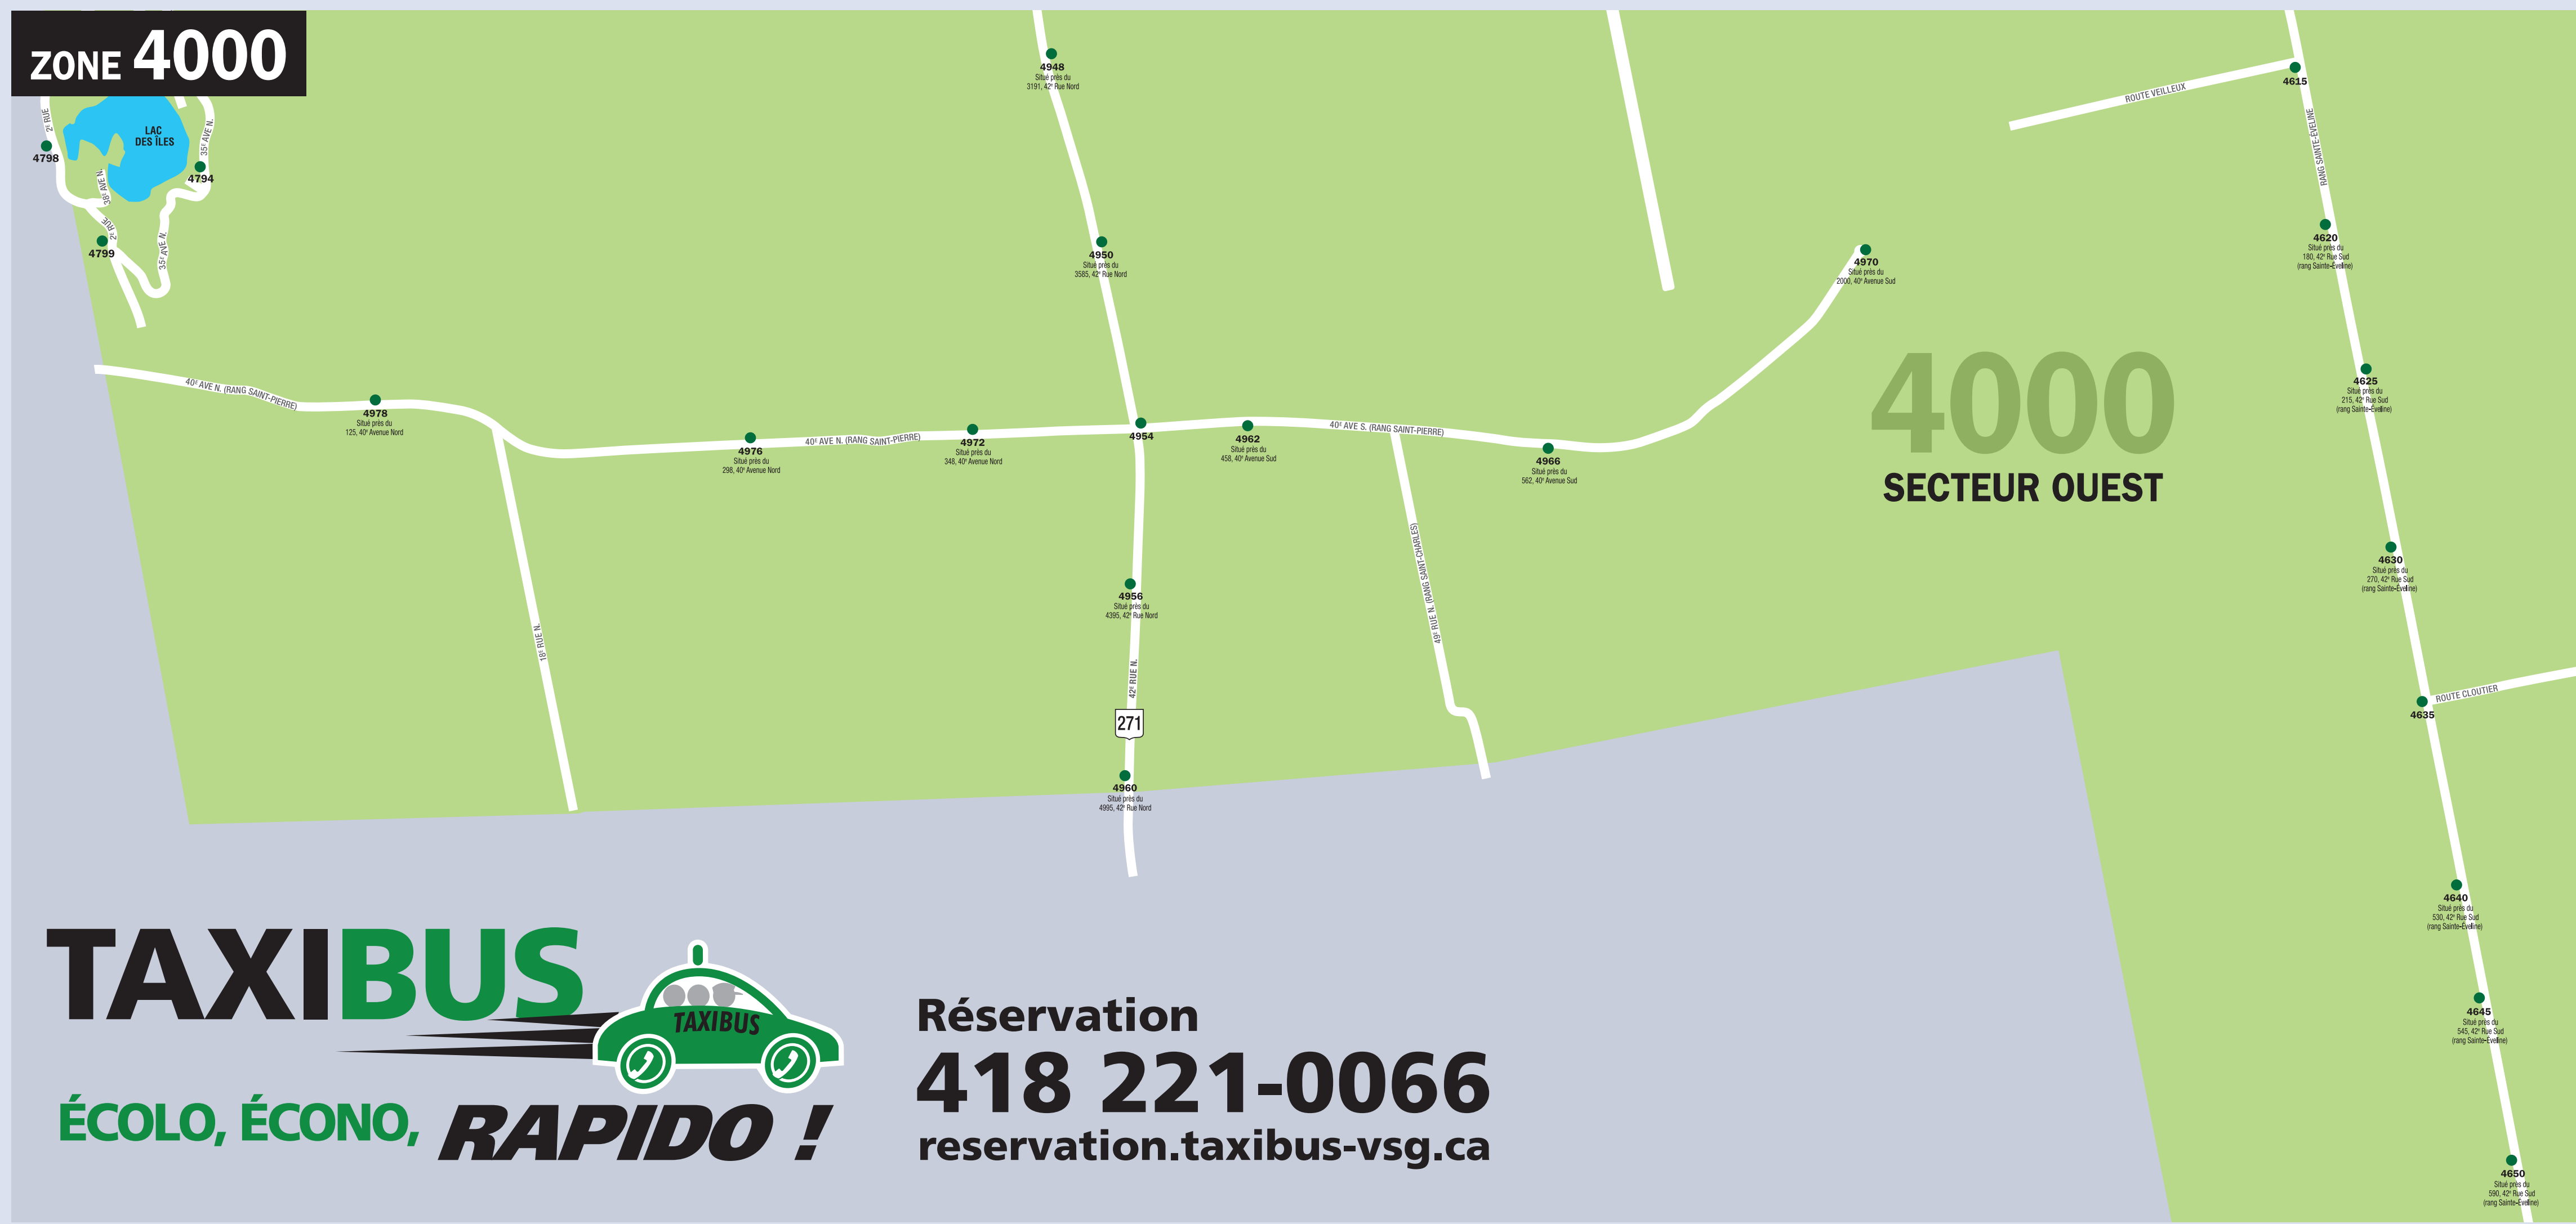 ZONE 4000
2E RUE
LAC
DES ÎLES
35E AVE N.
4798
4794
38E AVE N.
2E RUE
4799
35E AVE N.
4948
Situé près du
3191, 42e Rue Nord
4950
Situé près du
3585, 42e Rue Nord
ROUTE VEILLEUX
4615
RANG SAINTE-ÉVELINE
4620
Situé près du
180, 42e Rue Sud
(rang Sainte-Éveline)
4970
Situé près du
2000, 40e Avenue Sud
40E AVE N. (RANG SAINT-PIERRE)
4978
Situé près du
125, 40e Avenue Nord
4976
Situé près du
298, 40e Avenue Nord
40E AVE N. (RANG SAINT-PIERRE)
4972
Situé près du
348, 40e Avenue Nord
4954
4962
Situé près du
458, 40e Avenue Sud
40E AVE S. (RANG SAINT-PIERRE)
4966
Situé près du
562, 40e Avenue Sud
4000
SECTEUR OUEST
4625
Situé près du
215, 42e Rue Sud
(rang Sainte-Éveline)
4630
Situé près du
270, 42e Rue Sud
(rang Sainte-Éveline)
18E RUE N.
4956
Situé près du
4395, 42e Rue Nord
42E RUE N.
271
49E RUE N. (RANG SAINT-CHARLES)
4960
Situé près du
4995, 42e Rue Nord
ROUTE CLOUTIER
4635
4640
Situé près du
530, 42e Rue Sud
(rang Sainte-Éveline)
4645
Situé près du
545, 42e Rue Sud
(rang Sainte-Éveline)
4650
Situé près du
590, 42e Rue Sud
(rang Sainte-Éveline)
TAXIBUS
TAXIBUS
ÉCOLO, ÉCONO, RAPIDO !
Réservation
418 221-0066
reservation.taxibus-vsg.ca